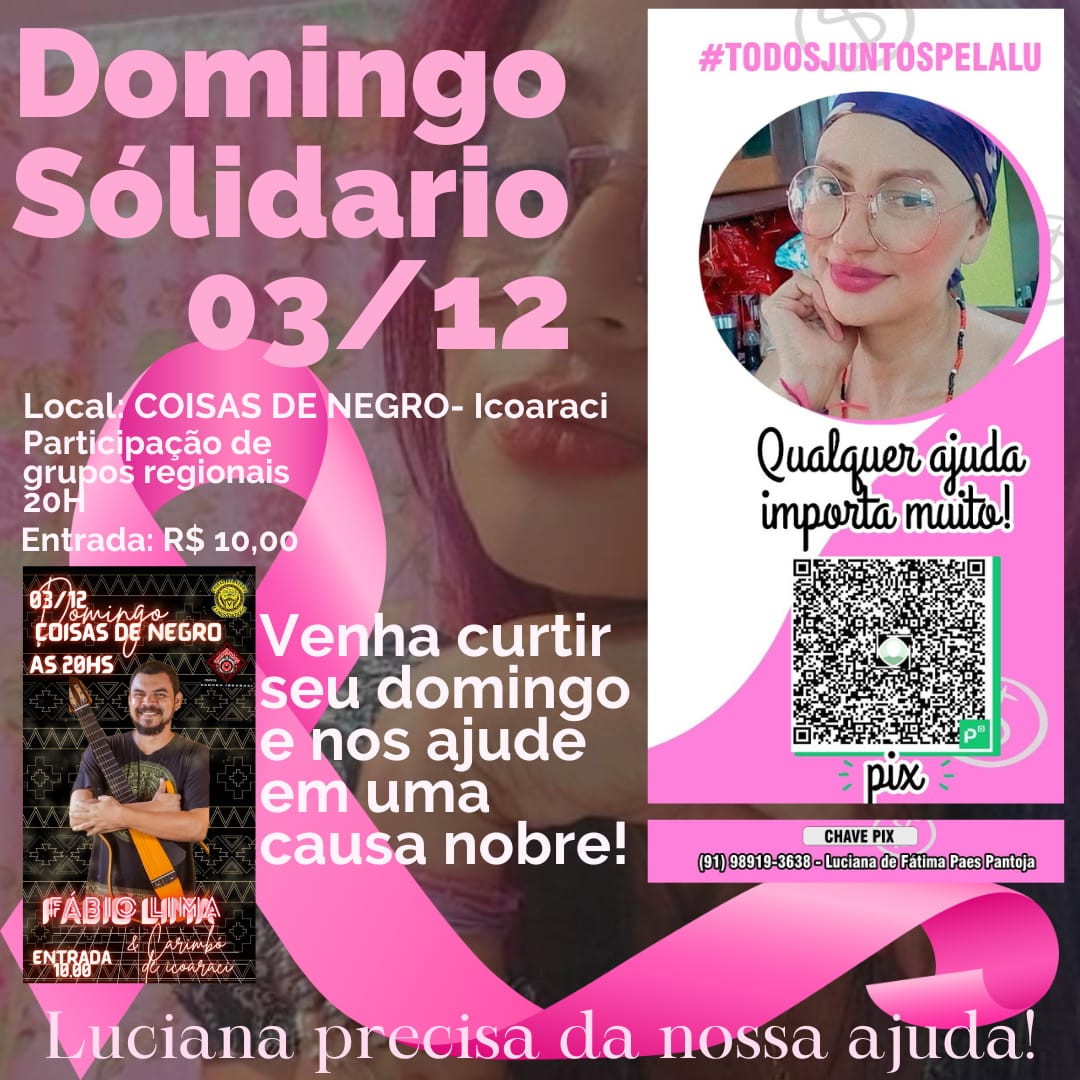 Domingo
Sólidario
03/12
Local: COISAS DE NEGRO- Icoaraci
Participação de
grupos regionais
20H
Entrada: R$ 10,00
03/12
Domingo
COISAS DE NEGRO
ÀS 20HS
FÁBIO LIMA
& Carimbó
de icoaraci
ENTRADA
10.00
Venha curtir
seu domingo
e nos ajude
em uma
causa nobre!
#TODOSJUNTOSPELALU
Qualquer ajuda
importa muito!
pix
CHAVE PIX
(91) 98919-3638 - Luciana de Fátima Paes Pantoja
Luciana precisa da nossa ajuda!